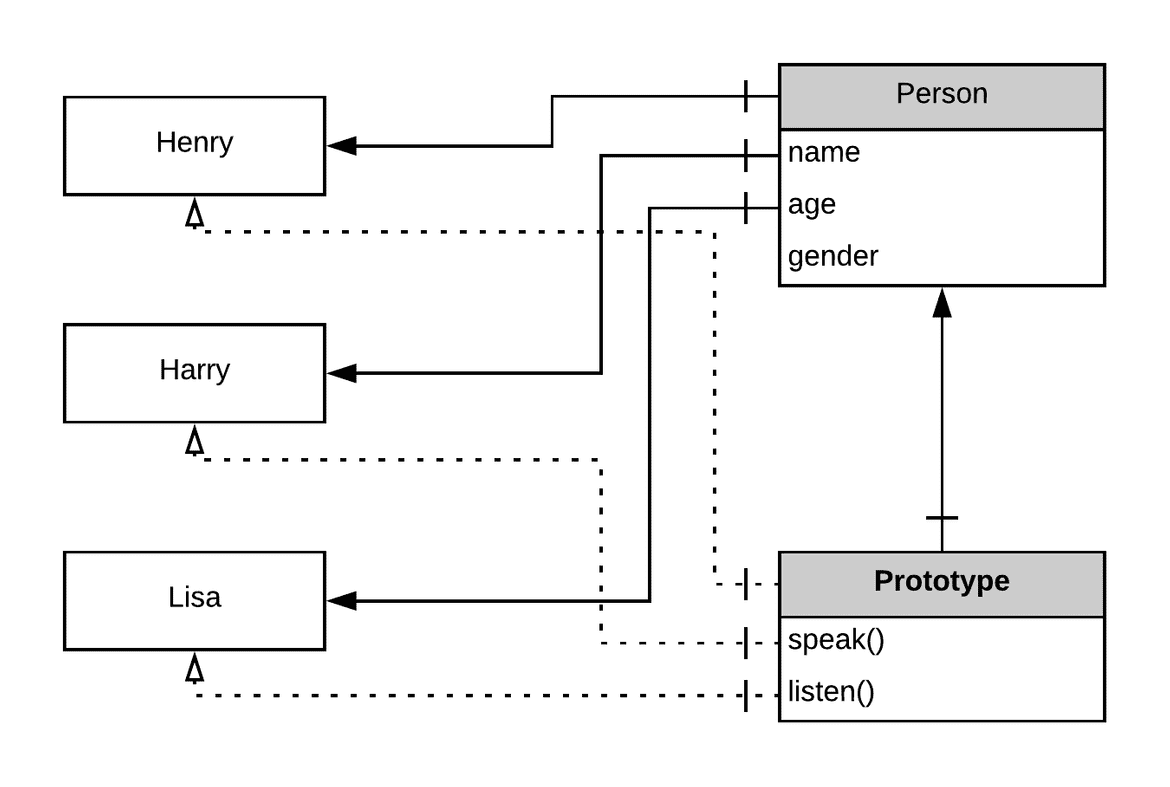 Person
Henry
name
age
gender
Harry
Prototype
Lisa
speak()
listen()